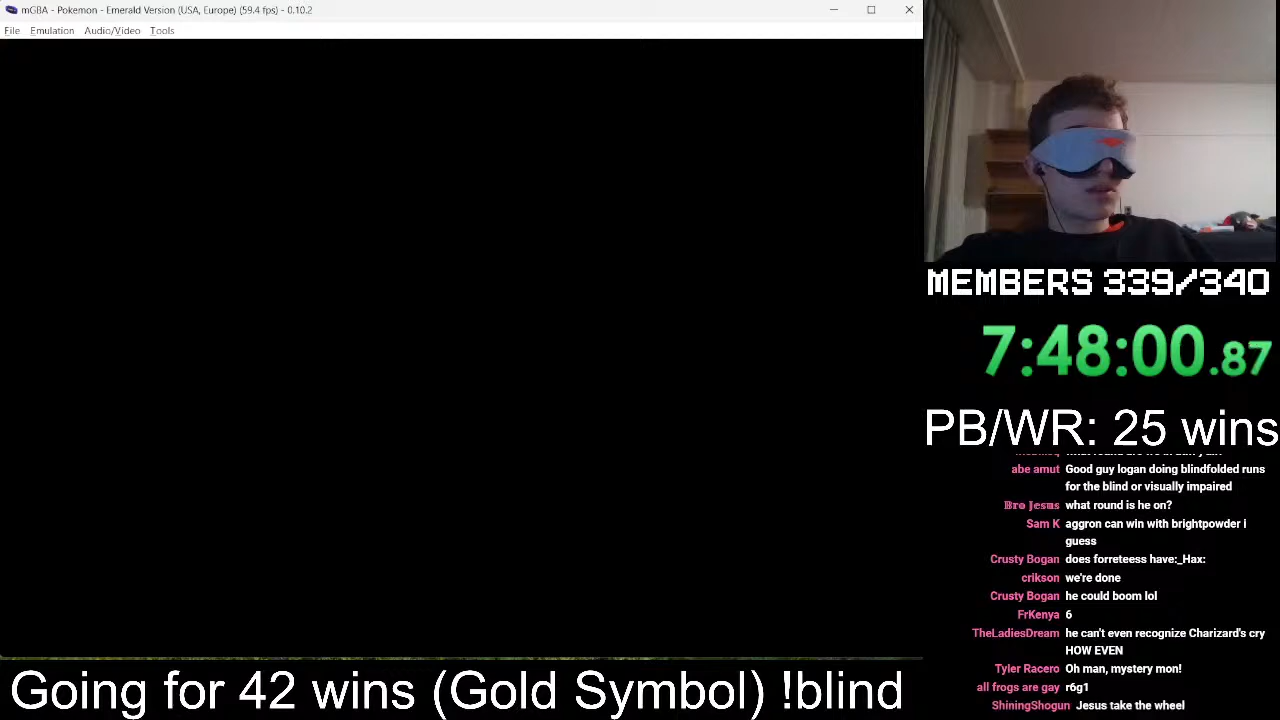 mGBA - Pokemon - Emerald Version (USA, Europe) (59.4 fps) - 0.10.2
File Emulation Audio/Video Tools
MEMBERS 339/340
7:48:00.87
PB/WR: 25 wins
abe amut Good guy logan doing blindfolded runs
for the blind or visually impaired
Bro Jesus what round is he on?
Sam K aggron can win with brightpowder i
guess
Crusty Bogan does forreteess have:_Hax:
crikson we're done
Crusty Bogan he could boom lol
FrKenya 6
TheLadiesDream he can't even recognize Charizard's cry
HOW EVEN
Tyler Racero Oh man, mystery mon!
all frogs are gay r6g1
ShiningShogun Jesus take the wheel
Going for 42 wins (Gold Symbol) !blind